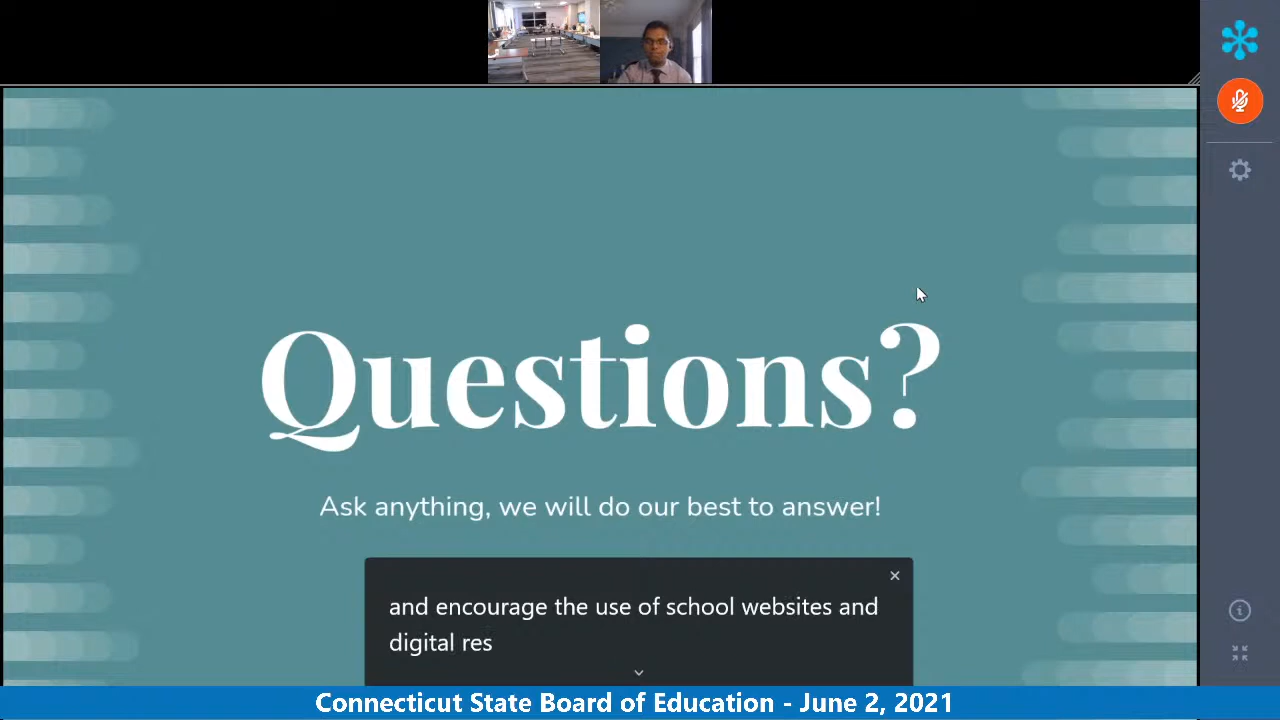 Questions?
Ask anything, we will do our best to answer!
and encourage the use of school websites and
digital res
Connecticut State Board of Education - June 2, 2021